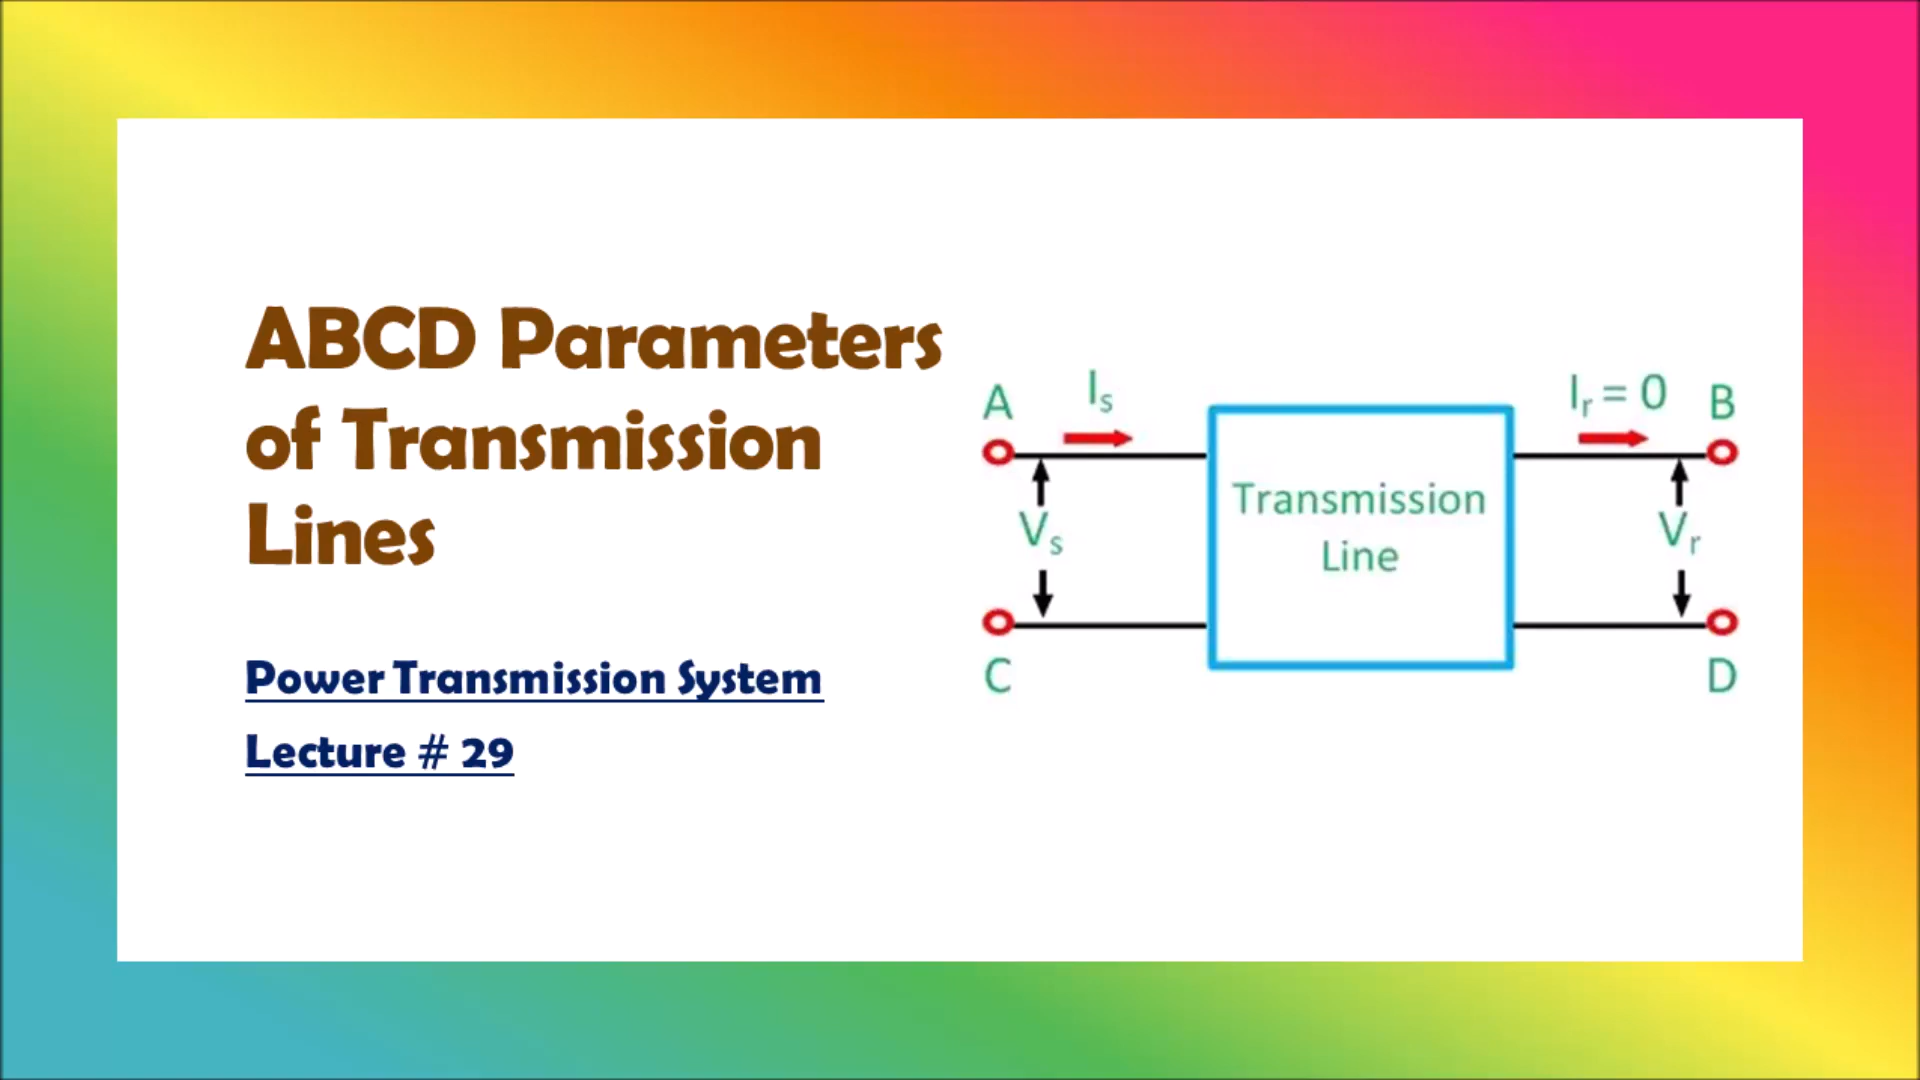 ABCD Parameters
of Transmission
Lines
Power Transmission System
Lecture # 29
A
Is
Ir = 0
B
Transmission
Line
Vs
Vr
C
D